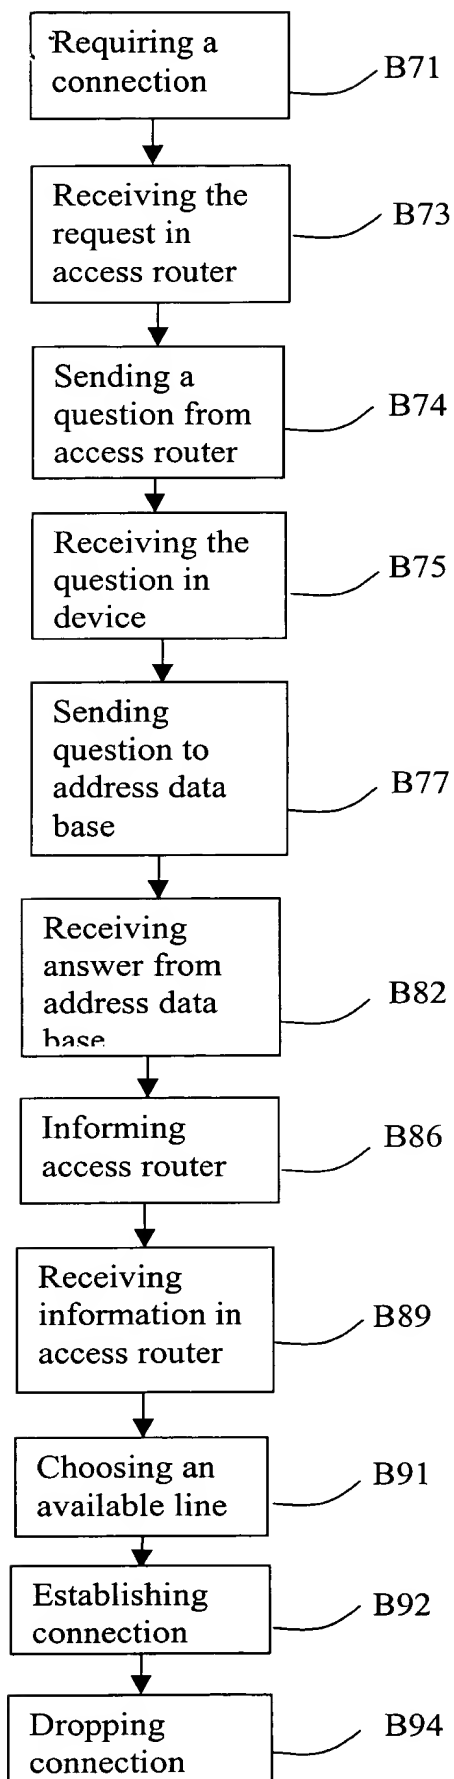 Requiring a
connection
B71
Receiving the
request in
access router
B73
Sending a
question from
access router
B74
Receiving the
question in
device
B75
Sending
question to
address data
base
B77
Receiving
answer from
address data
base
B82
Informing
access router
B86
Receiving
information in
access router
B89
Choosing an
available line
B91
Establishing
connection
B92
Dropping
connection
B94